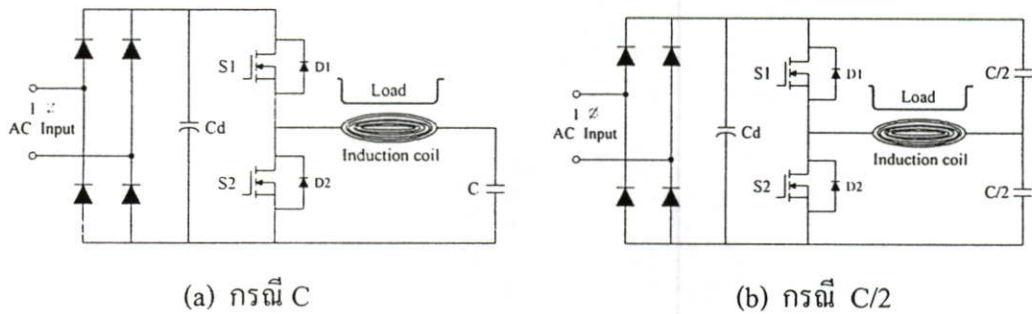 S1
D1
Load
1 ∅
AC Input
Cd
Induction coil
S2
D2
C
(a) กรณี C
S1
D1
C/2
Load
1 ∅
AC Input
Cd
Induction coil
S2
D2
C/2
(b) กรณี C/2